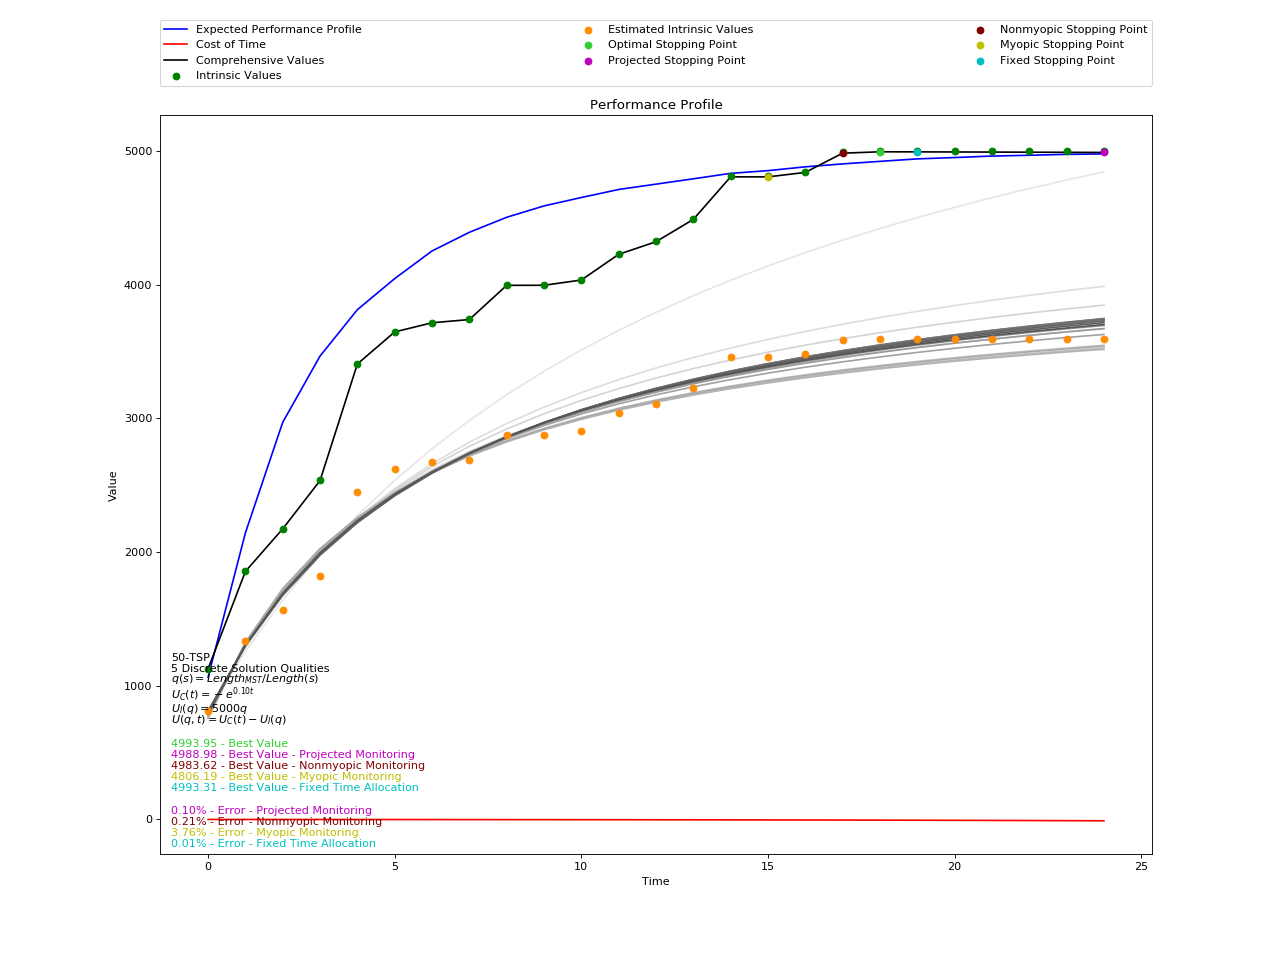 Expected Performance Profile
Cost of Time
Comprehensive Values
Intrinsic Values
Estimated Intrinsic Values
Optimal Stopping Point
Projected Stopping Point
Nonmyopic Stopping Point
Myopic Stopping Point
Fixed Stopping Point
Performance Profile
5000
4000
3000
2000
1000
0
Value
50-TSP
5 Discrete Solution Qualities
q(s) = Length_MST/Length(s)
U_C(t) = −e^0.10t
U_I(q) = 5000q
U(q, t) = U_C(t) − U_I(q)
4993.95 - Best Value
4988.98 - Best Value - Projected Monitoring
4983.62 - Best Value - Nonmyopic Monitoring
4806.19 - Best Value - Myopic Monitoring
4993.31 - Best Value - Fixed Time Allocation
0.10% - Error - Projected Monitoring
0.21% - Error - Nonmyopic Monitoring
3.76% - Error - Myopic Monitoring
0.01% - Error - Fixed Time Allocation
0 5 10 15 20 25
Time